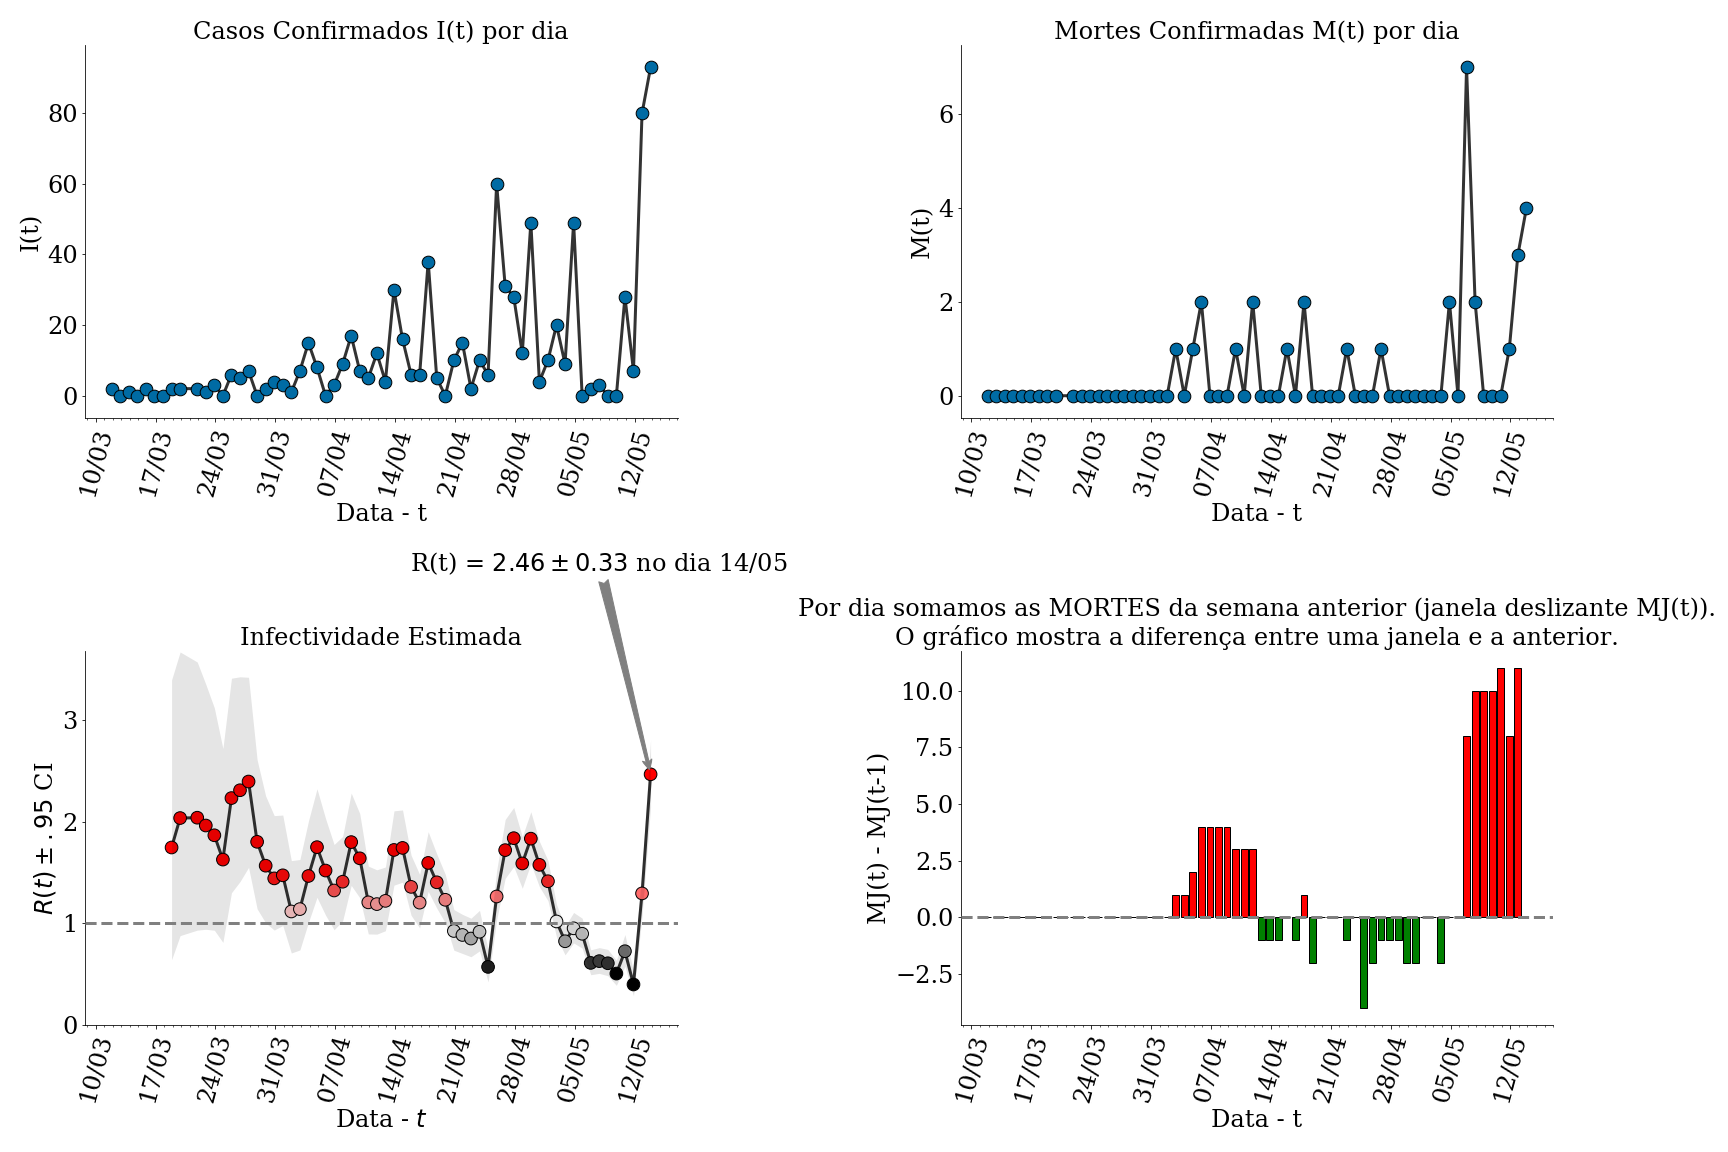 Casos Confirmados I(t) por dia
I(t)
80
60
40
20
0
10/03 17/03 24/03 31/03 07/04 14/04 21/04 28/04 05/05 12/05
Data - t
Mortes Confirmadas M(t) por dia
M(t)
6
4
2
0
10/03 17/03 24/03 31/03 07/04 14/04 21/04 28/04 05/05 12/05
Data - t
R(t) = 2.46 ± 0.33 no dia 14/05
Infectividade Estimada
R(t) ± .95 CI
3
2
1
0
10/03 17/03 24/03 31/03 07/04 14/04 21/04 28/04 05/05 12/05
Data - t
Por dia somamos as MORTES da semana anterior (janela deslizante MJ(t)).
O gráfico mostra a diferença entre uma janela e a anterior.
MJ(t) - MJ(t-1)
10.0
7.5
5.0
2.5
0.0
−2.5
10/03 17/03 24/03 31/03 07/04 14/04 21/04 28/04 05/05 12/05
Data - t